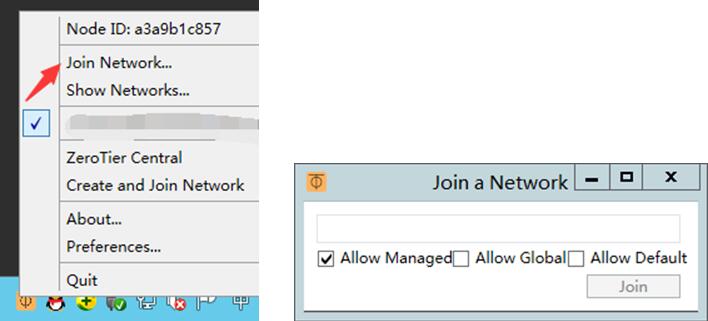 Node ID: a3a9b1c857
Join Network...
Show Networks...
ZeroTier Central
Create and Join Network
About...
Preferences...
Quit
中
Join a Network
Allow Managed Allow Global Allow Default
Join